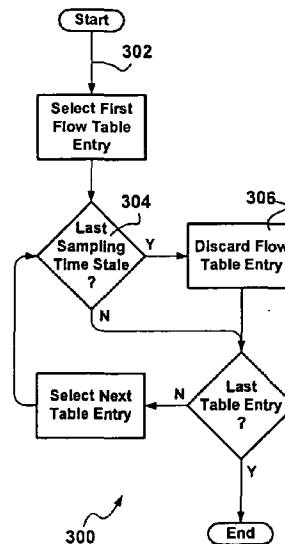 Start
302
Select First
Flow Table
Entry
304
Last
Sampling
Time Stale
?
Y
N
306
Discard Flow
Table Entry
Select Next
Table Entry
N
Last
Table Entry
?
Y
300
End